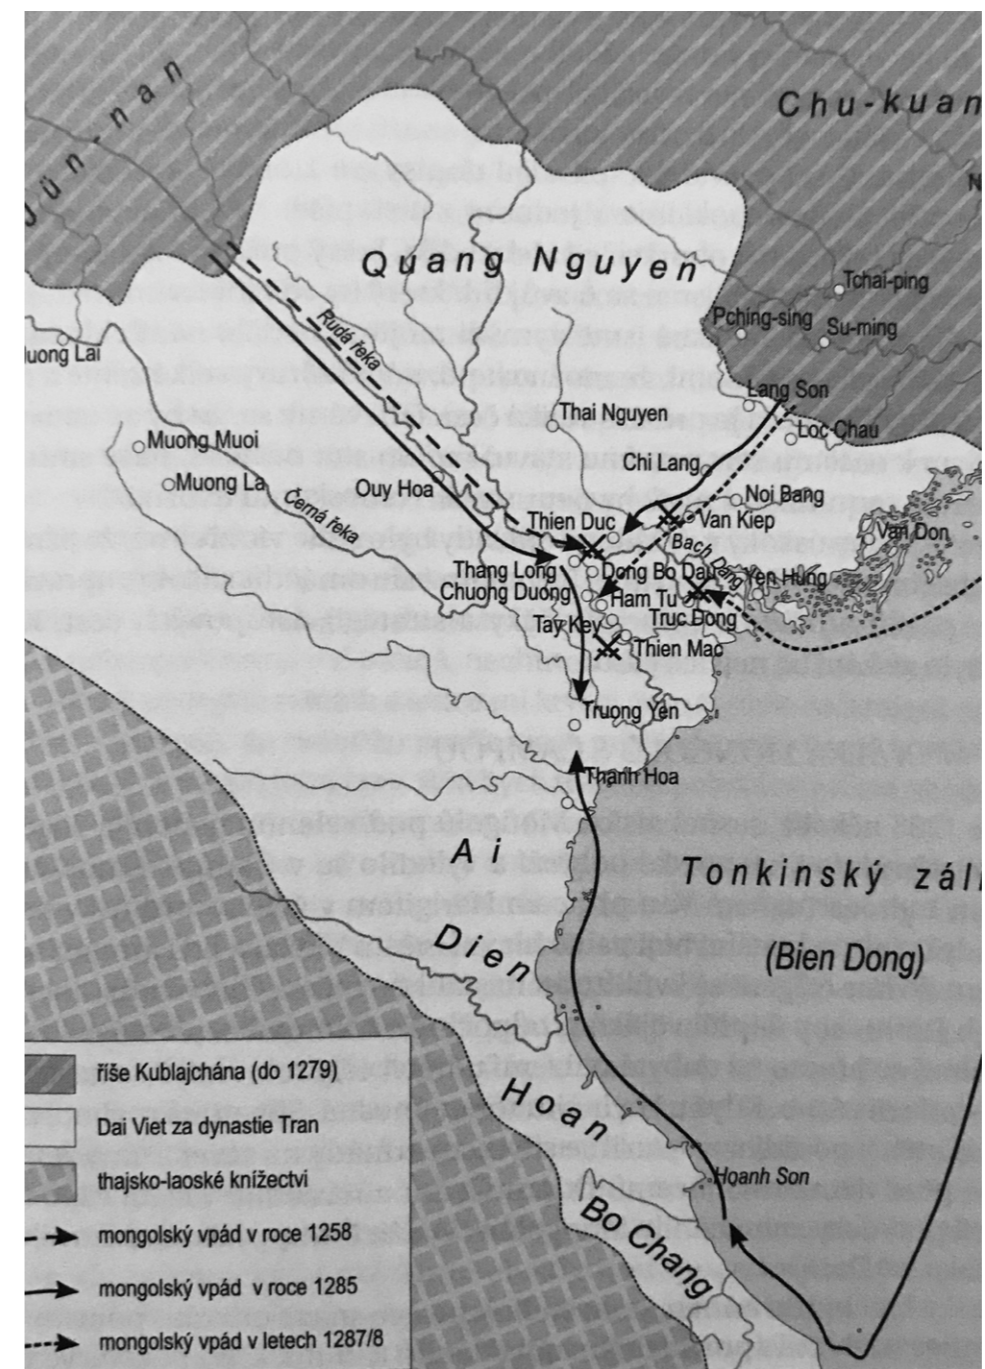 Jün-nan
Chu-kuan
N
Quang Nguyen
Tchai-ping
Pching-sing
Su-ming
Rudá řeka
uong Lai
Lang Son
Thai Nguyen
Loc Chau
Muong Muoi
Chi Lang
Muong La
Quy Hoa
Noi Bang
Černá řeka
Thien Duc
Van Kiep
Van Don
Bach Dang
Thang Long
Dong Bo Dau
Yen Hung
Chuong Duong
Ham Tu
Truc Dong
Tay Key
Thien Mac
Truong Yen
Thanh Hoa
Ai
Tonkinský záli
(Bien Dong)
Dien
Hoan
Hoanh Son
Bo Chang
říše Kublajchána (do 1279)
Dai Viet za dynastie Tran
thajsko-laoské knížectví
mongolský vpád v roce 1258
mongolský vpád v roce 1285
mongolský vpád v letech 1287/8